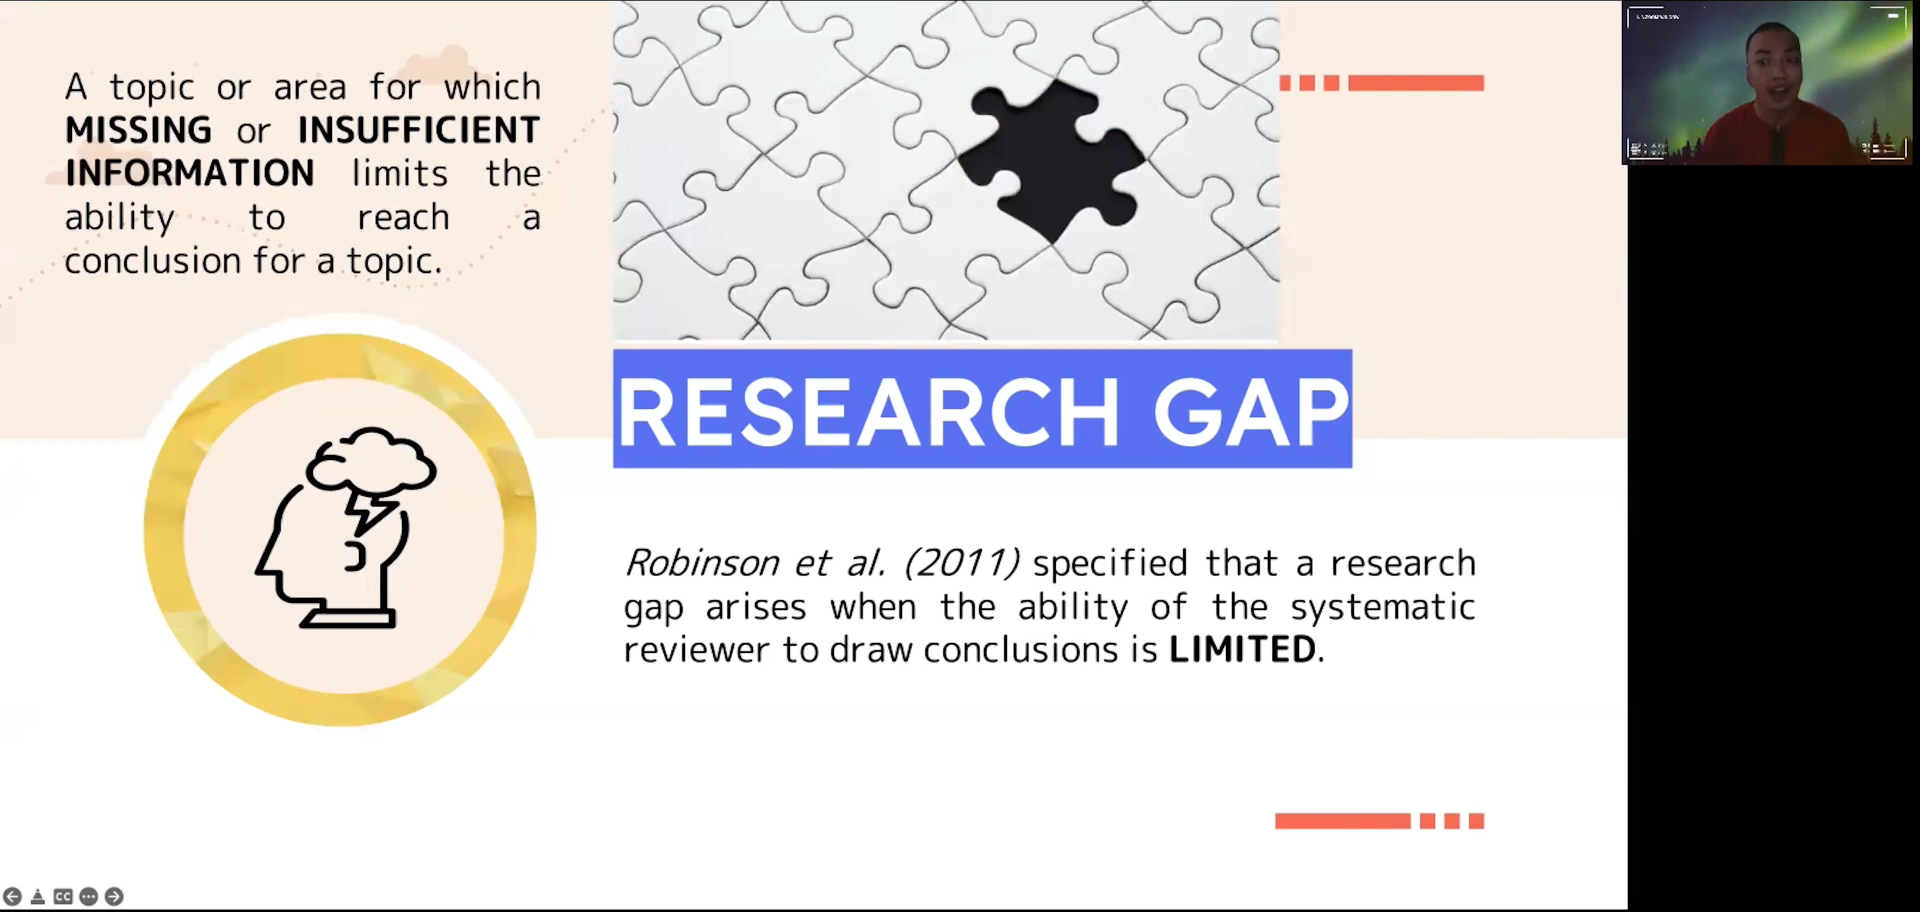 A topic or area for which
MISSING or INSUFFICIENT
INFORMATION limits the
ability to reach a
conclusion for a topic.
RESEARCH GAP
Robinson et al. (2011) specified that a research
gap arises when the ability of the systematic
reviewer to draw conclusions is LIMITED.
CC